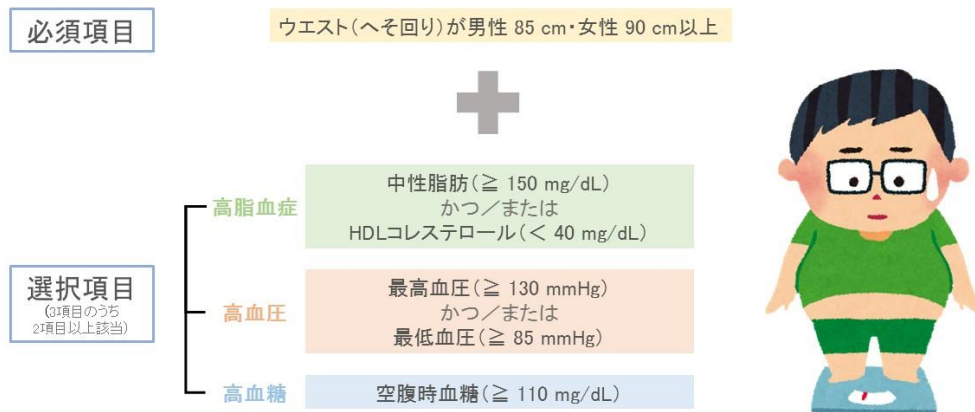 必須項目
ウエスト(へそ回り)が男性 85 cm・女性 90 cm以上
高脂血症
中性脂肪(≧ 150 mg/dL)
かつ／または
HDLコレステロール(< 40 mg/dL)
選択項目
(3項目のうち
2項目以上該当)
高血圧
最高血圧(≧ 130 mmHg)
かつ／または
最低血圧(≧ 85 mmHg)
高血糖
空腹時血糖(≧ 110 mg/dL)